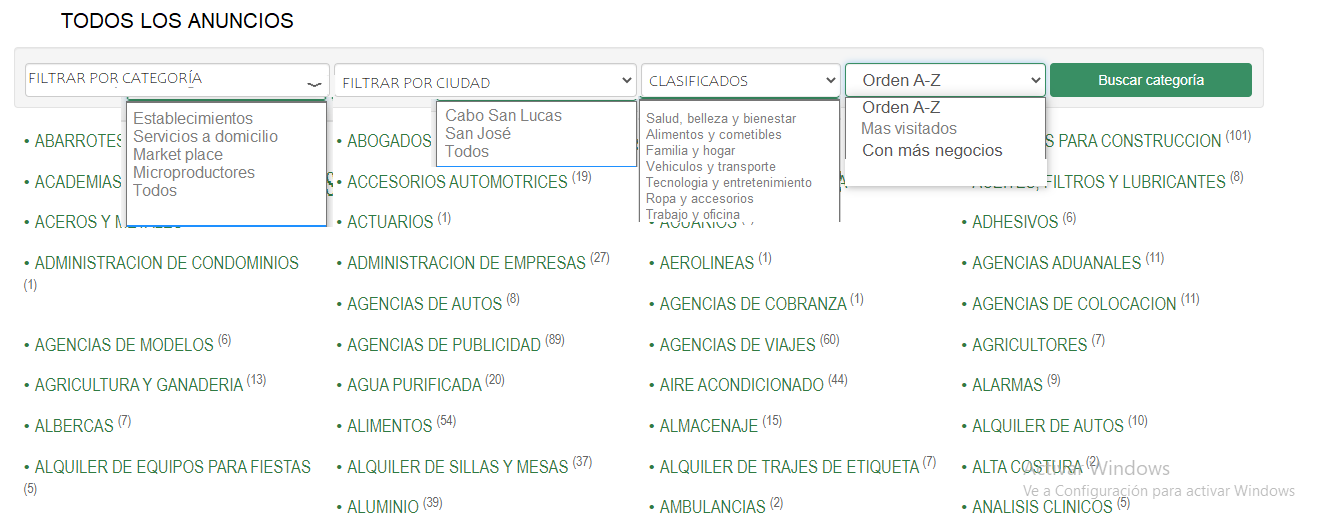 TODOS LOS ANUNCIOS
FILTRAR POR CATEGORÍA
FILTRAR POR CIUDAD
CLASIFICADOS
Orden A-Z
Buscar categoría
Establecimientos
Servicios a domicilio
Market place
Microproductores
Todos
Cabo San Lucas
San José
Todos
Salud, belleza y bienestar
Alimentos y cometibles
Familia y hogar
Vehiculos y transporte
Tecnologia y entretenimiento
Ropa y accesorios
Trabajo y oficina
Orden A-Z
Mas visitados
Con más negocios
• ABARROTES
• ABOGADOS
PARA CONSTRUCCION (101)
• ACADEMIAS
• ACCESORIOS AUTOMOTRICES (19)
ACEITES, FILTROS Y LUBRICANTES (8)
• ACEROS Y METALES
• ACTUARIOS (1)
• ACUARIOS
• ADHESIVOS (6)
• ADMINISTRACION DE CONDOMINIOS (1)
• ADMINISTRACION DE EMPRESAS (27)
• AEROLINEAS (1)
• AGENCIAS ADUANALES (11)
• AGENCIAS DE AUTOS (8)
• AGENCIAS DE COBRANZA (1)
• AGENCIAS DE COLOCACION (11)
• AGENCIAS DE MODELOS (6)
• AGENCIAS DE PUBLICIDAD (89)
• AGENCIAS DE VIAJES (60)
• AGRICULTORES (7)
• AGRICULTURA Y GANADERIA (13)
• AGUA PURIFICADA (20)
• AIRE ACONDICIONADO (44)
• ALARMAS (9)
• ALBERCAS (7)
• ALIMENTOS (54)
• ALMACENAJE (15)
• ALQUILER DE AUTOS (10)
• ALQUILER DE EQUIPOS PARA FIESTAS (5)
• ALQUILER DE SILLAS Y MESAS (37)
• ALQUILER DE TRAJES DE ETIQUETA (7)
• ALTA COSTURA (2)
• ALUMINIO (39)
• AMBULANCIAS (2)
• ANALISIS CLINICOS (5)
Activar Windows
Ve a Configuración para activar Windows